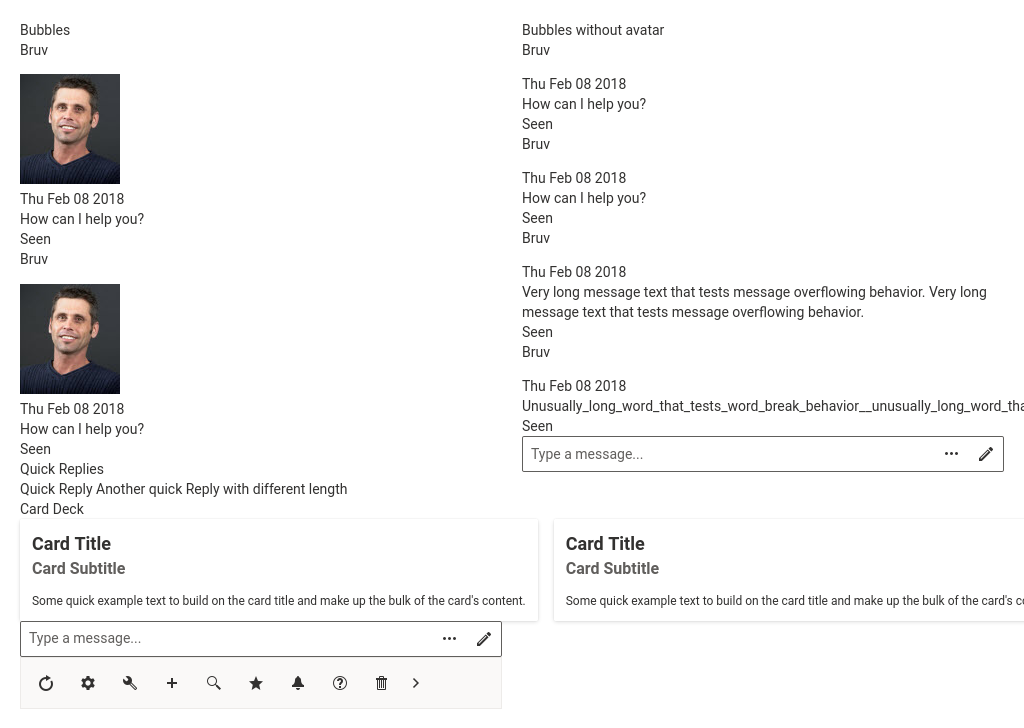 Bubbles
Bruv
Thu Feb 08 2018
How can I help you?
Seen
Bruv
Thu Feb 08 2018
How can I help you?
Seen
Quick Replies
Quick Reply Another quick Reply with different length
Card Deck
Card Title
Card Subtitle
Some quick example text to build on the card title and make up the bulk of the card's content.
Card Title
Card Subtitle
Some quick example text to build on the card title and make up the bulk of the card's
Type a message...
Bubbles without avatar
Bruv
Thu Feb 08 2018
How can I help you?
Seen
Bruv
Thu Feb 08 2018
How can I help you?
Seen
Bruv
Thu Feb 08 2018
Very long message text that tests message overflowing behavior. Very long
message text that tests message overflowing behavior.
Seen
Bruv
Thu Feb 08 2018
Unusually_long_word_that_tests_word_break_behavior__unusually_long_word_tha
Seen
Type a message...